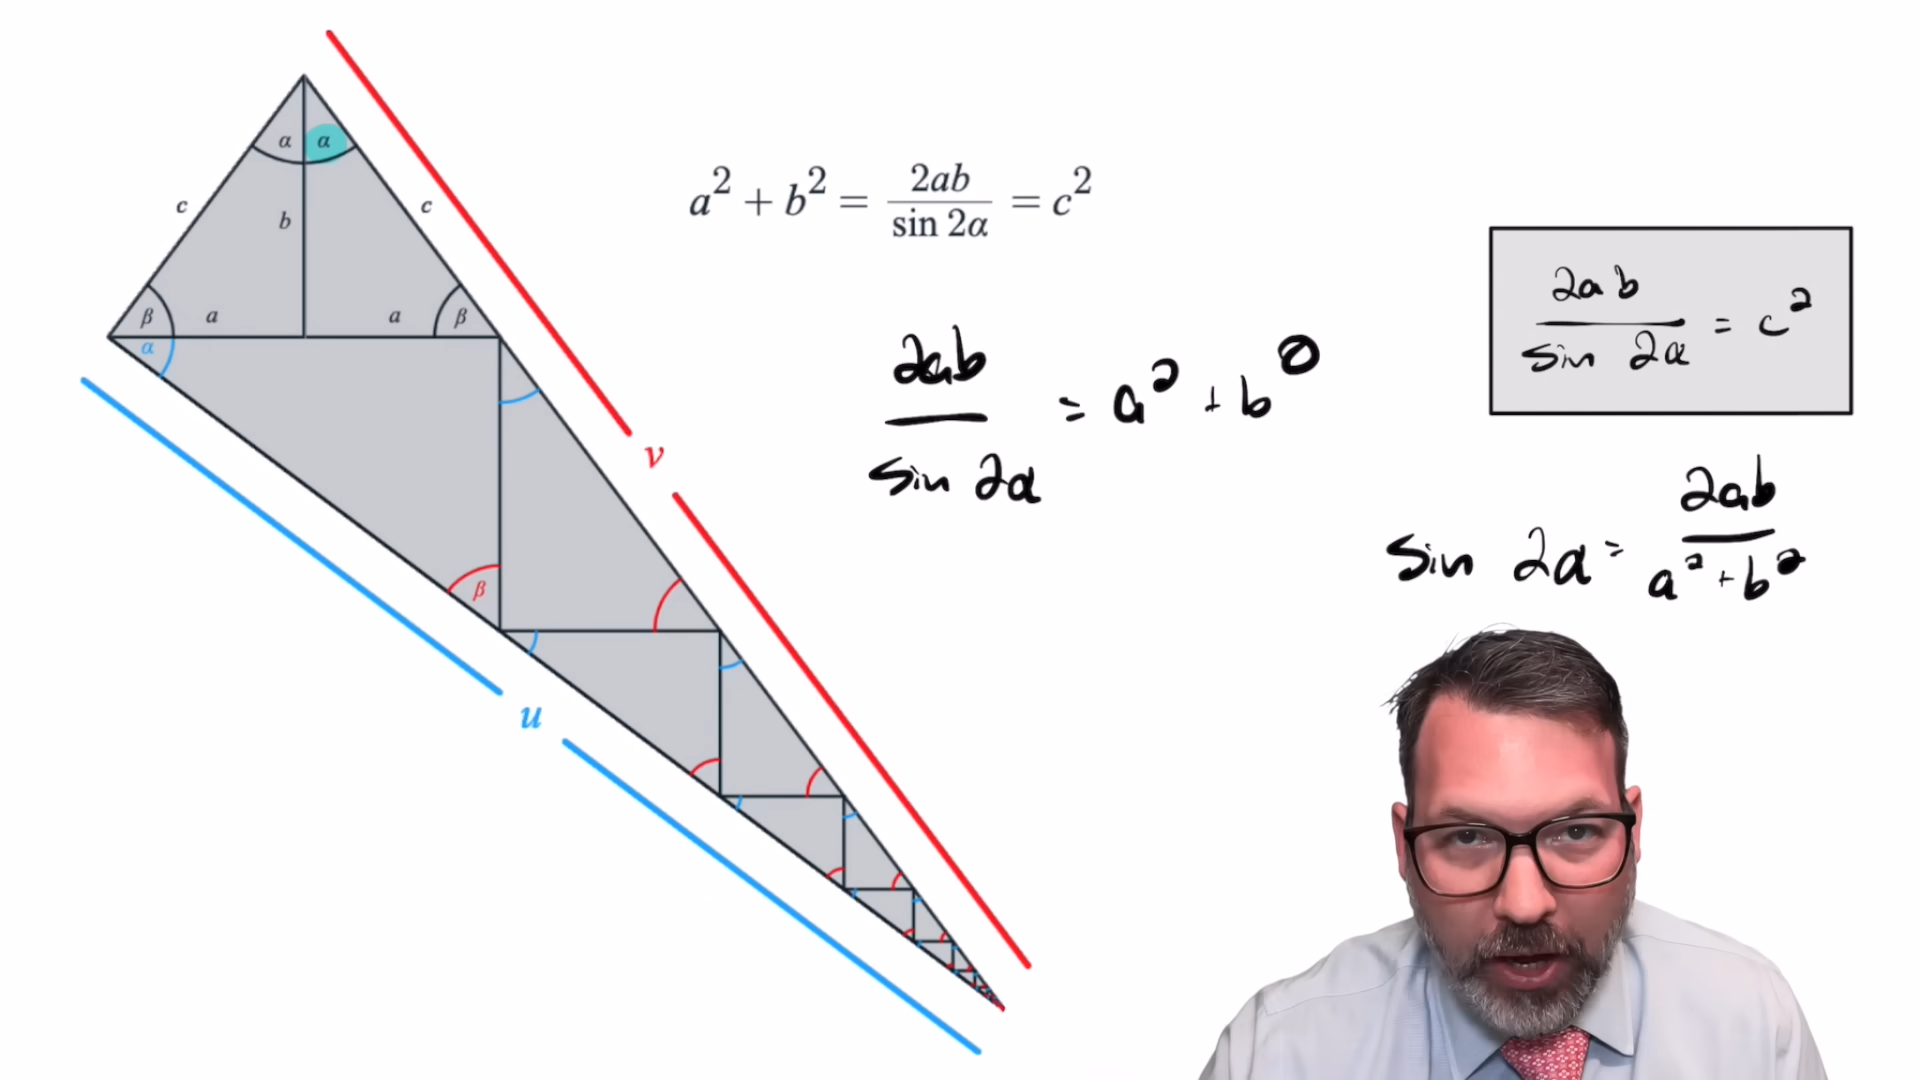 α α
c
b
c
β a a β
α
β
v
u
a² + b² = 2ab / sin 2α = c²
2ab / sin 2α = a² + b²
2ab / sin 2α = c²
sin 2α = 2ab / a² + b²